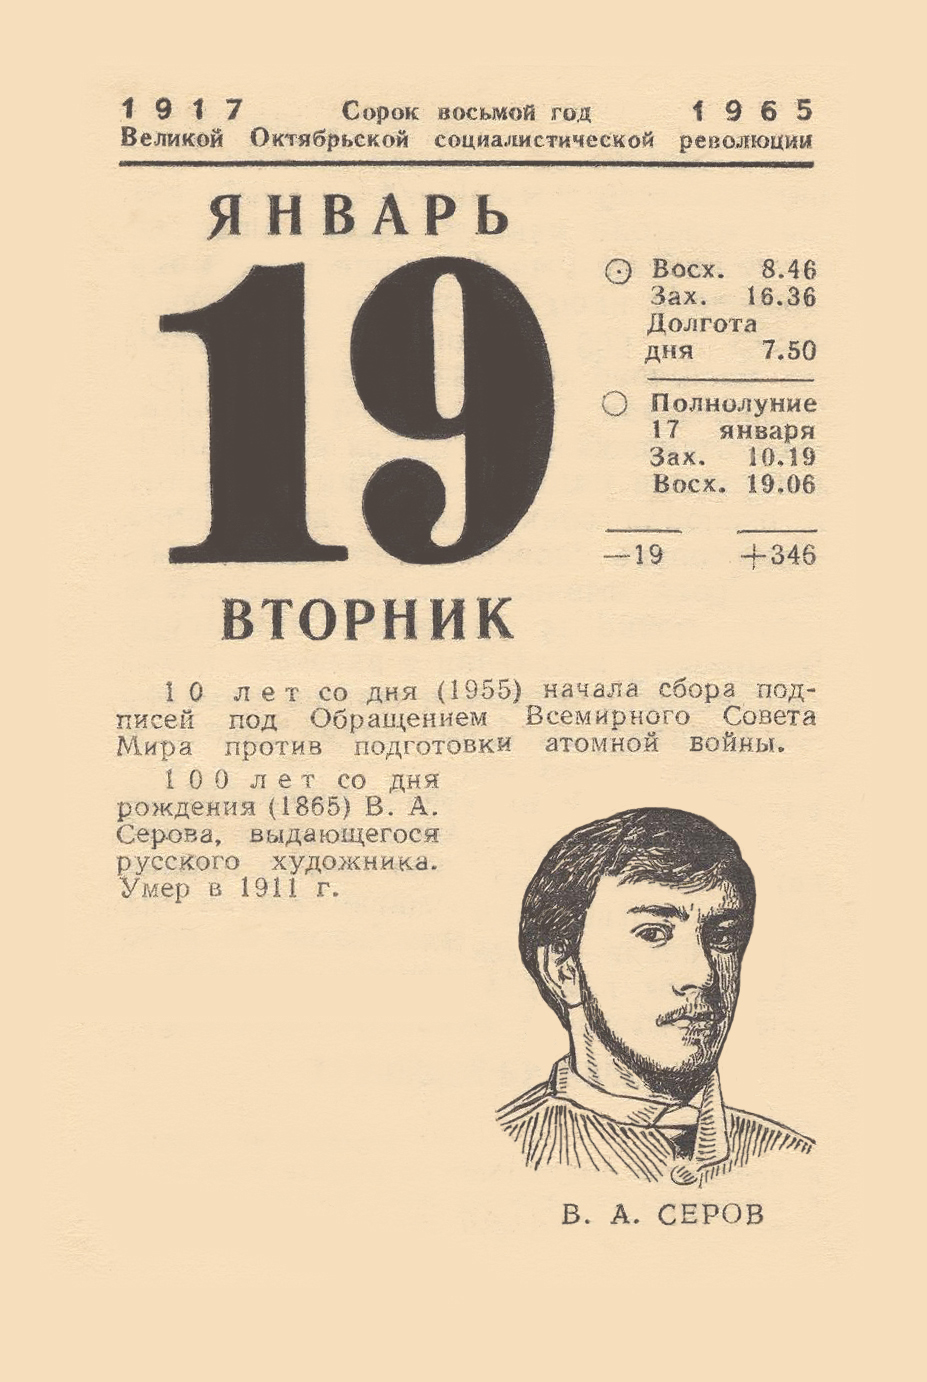 1917 Сорок восьмой год 1965
Великой Октябрьской социалистической революции
ЯНВАРЬ
19
ВТОРНИК
Восх. 8.46
Зах. 16.36
Долгота
дня 7.50
Полнолуние
17 января
Зах. 10.19
Восх. 19.06
—19 +346
10 лет со дня (1955) начала сбора под-
писей под Обращением Всемирного Совета
Мира против подготовки атомной войны.
100 лет со дня
рождения (1865) В. А.
Серова, выдающегося
русского художника.
Умер в 1911 г.
В. А. СЕРОВ